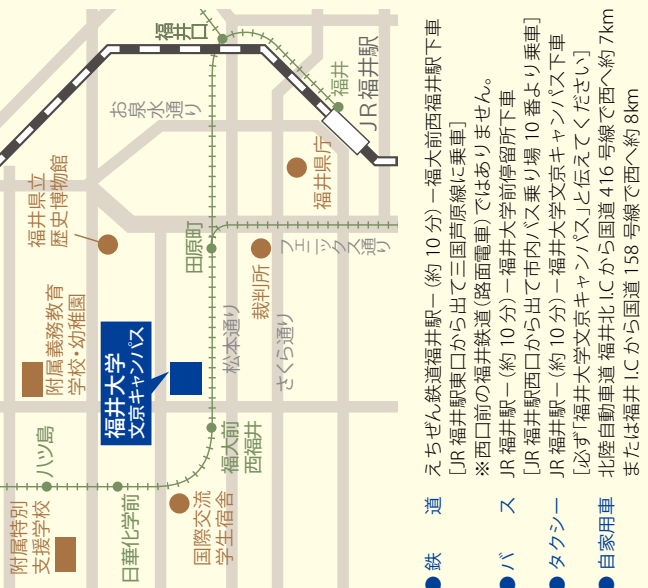 附属特別
支援学校
八ツ島
日華化学前
国際交流
学生宿舎
福大前
西福井
附属義務教育
学校・幼稚園
福井大学
文京キャンパス
松本通り
さくら通り
裁判所
フェニックス通り
田原町
福井県立
歴史博物館
お泉水
通り
福井県庁
福井口
福井
JR福井駅
●鉄　道　えちぜん鉄道福井駅ー(約10分)ー福大前西福井駅下車
[JR福井駅東口から出て三国芦原線に乗車]
※西口前の福井鉄道(路面電車)ではありません。
●バ　ス　JR福井駅ー(約10分)ー福井大学前停留所下車
[JR福井駅西口から出て市内バス乗り場10番より乗車]
●タクシー　JR福井駅ー(約10分)ー福井大学文京キャンパス下車
[必ず「福井大学文京キャンパス」と伝えてください]
●自家用車　北陸自動車道 福井北I.Cから国道416号線で西へ約7km
または福井I.Cから国道158号線で西へ約8km